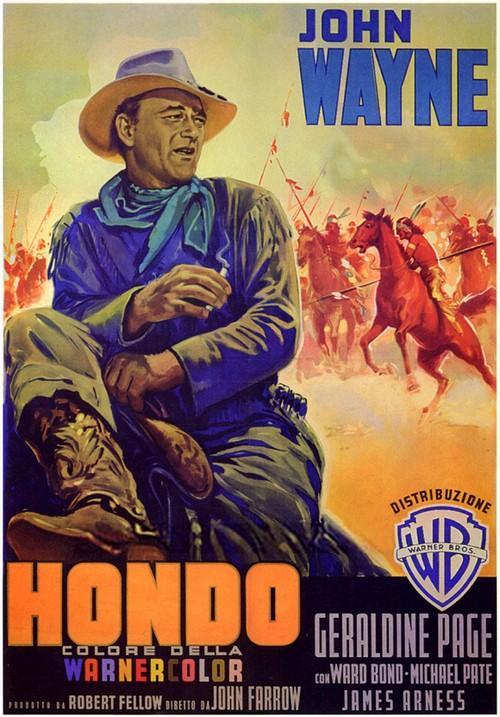 JOHN
WAYNE
DISTRIBUZIONE
WB
WARNER BROS.
HONDO
COLORE DELLA
WARNERCOLOR
PRODOTTO DA ROBERT FELLOW DIRETTO DA JOHN FARROW
GERALDINE PAGE
CON WARD BOND - MICHAEL PATE
JAMES ARNESS